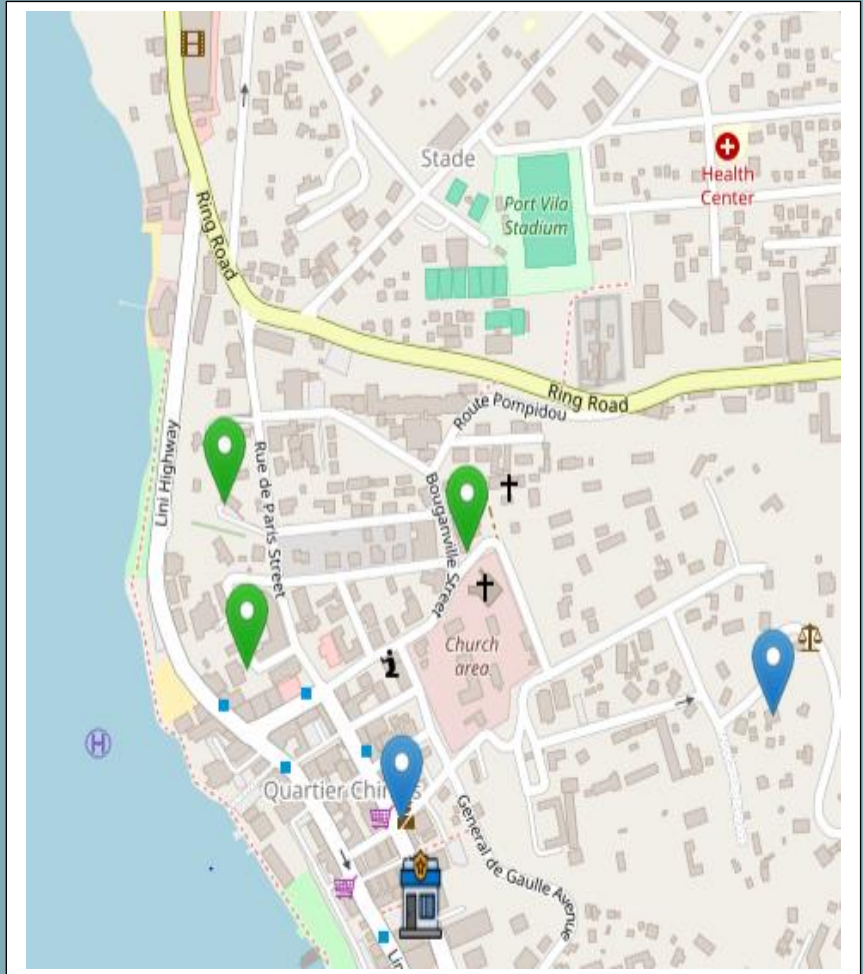 Stade
Port Vila
Stadium
Health
Center
Ring Road
Ring Road
Route Pompidou
Lini Highway
Rue de Paris Street
Bouganville Street
Church
area
H
i
General de Gaulle Avenue